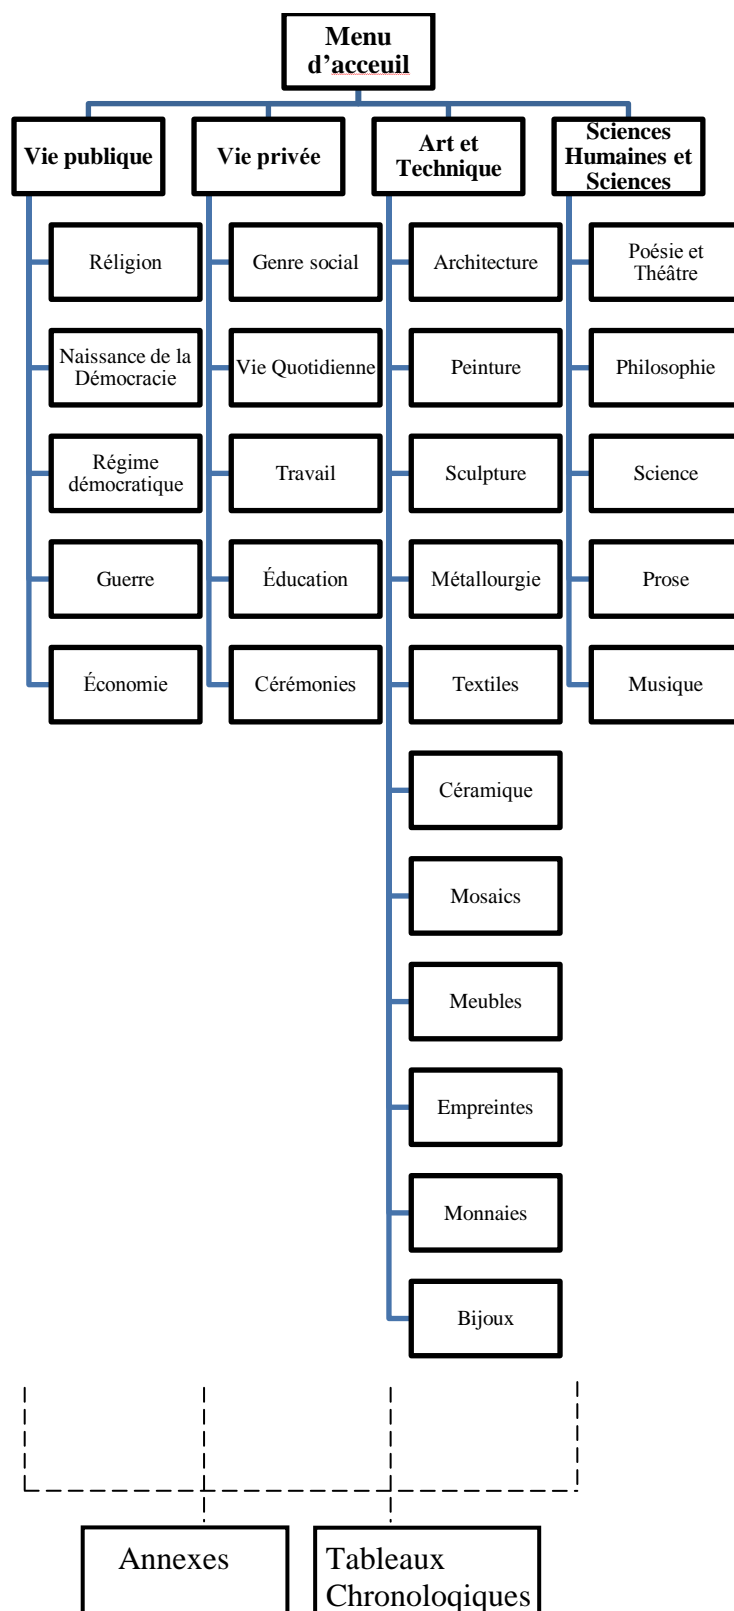 Menu
d’acceuil
Vie publique
Vie privée
Art et
Technique
Sciences
Humaines et
Sciences
Réligion
Naissance de la
Démocracie
Régime
démocratique
Guerre
Économie
Genre social
Vie Quotidienne
Travail
Éducation
Cérémonies
Architecture
Peinture
Sculpture
Métallourgie
Textiles
Céramique
Mosaics
Meubles
Empreintes
Monnaies
Bijoux
Poésie et
Théâtre
Philosophie
Science
Prose
Musique
Annexes
Tableaux
Chronologiques